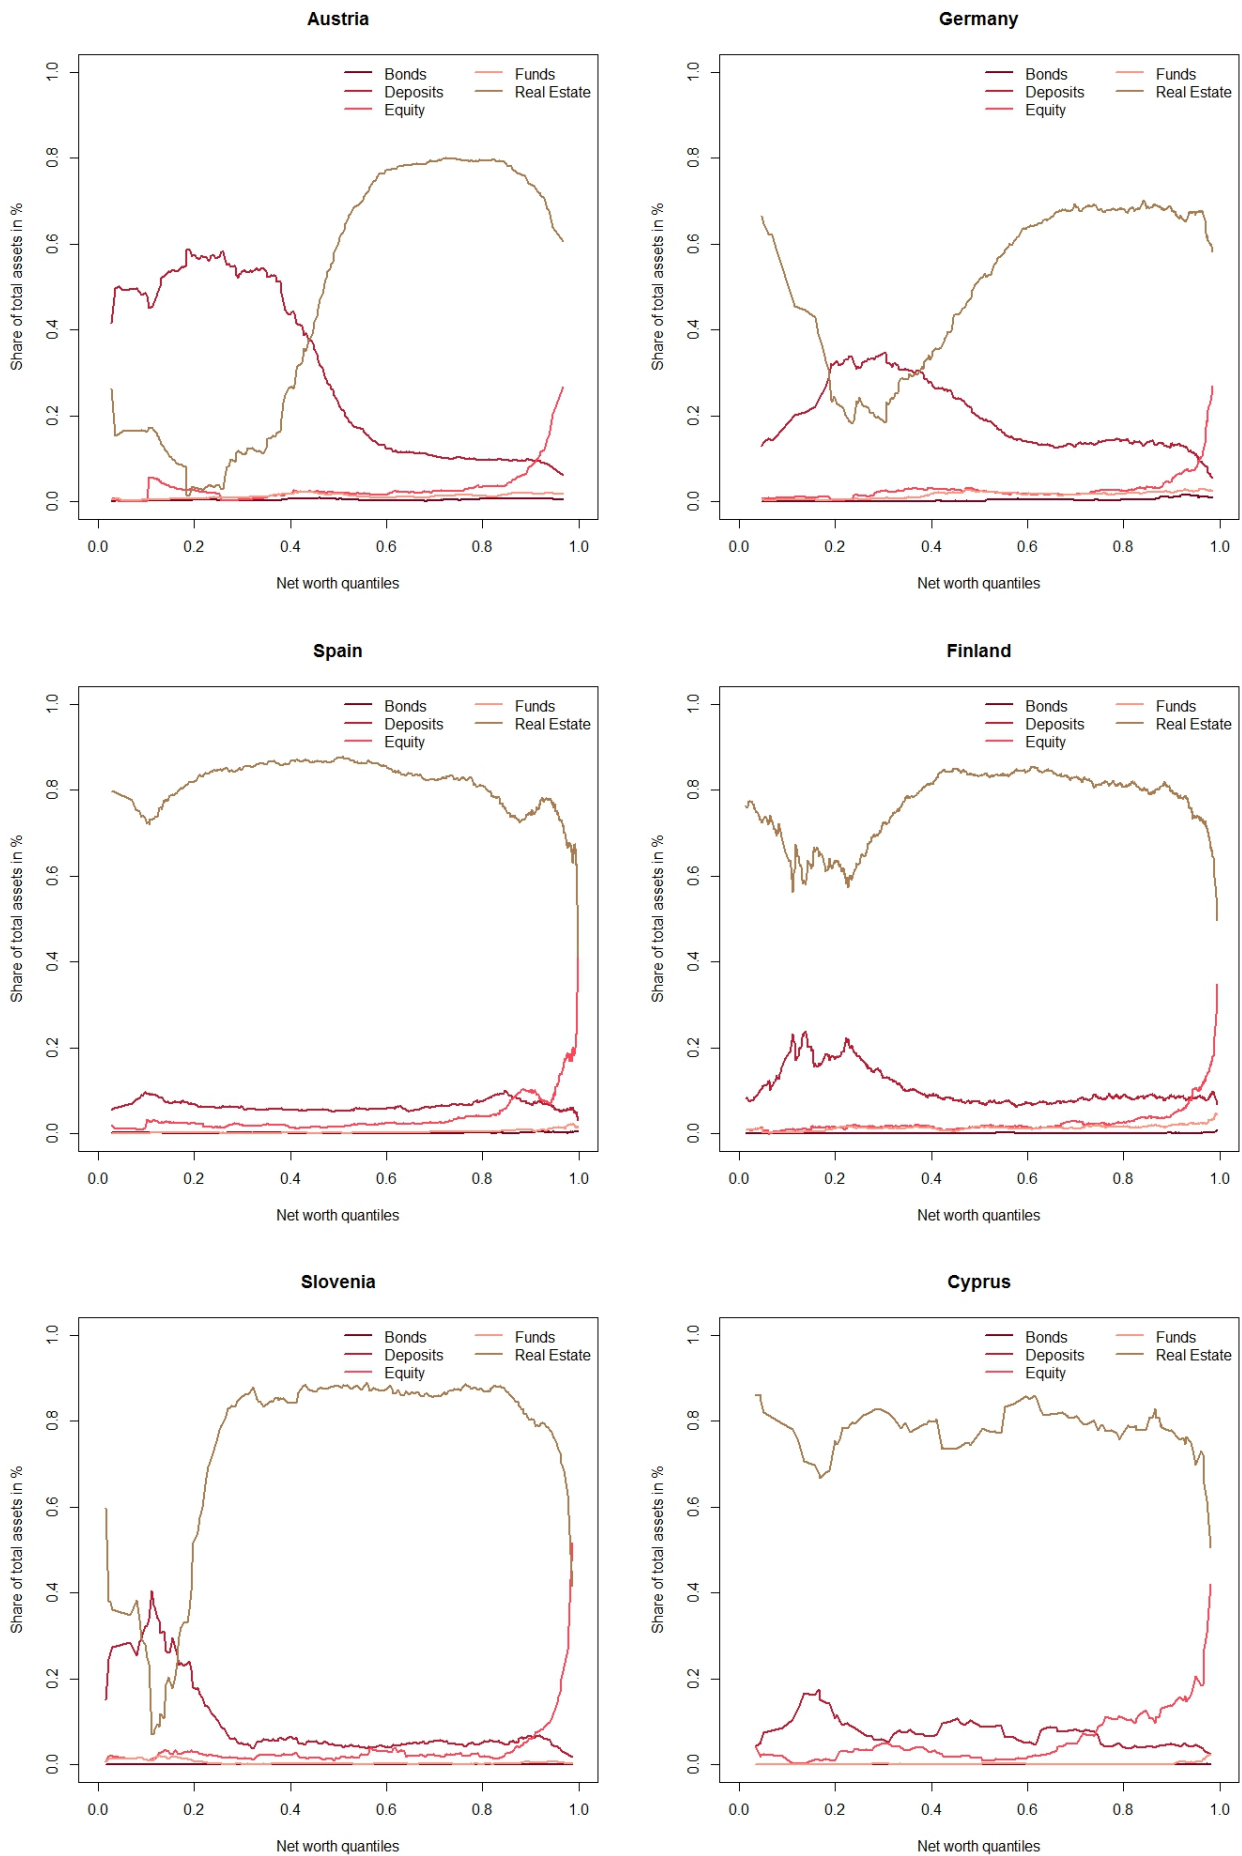 Austria
Share of total assets in %
1.0
0.8
0.6
0.4
0.2
0.0
Bonds
Deposits
Equity
Funds
Real Estate
0.0 0.2 0.4 0.6 0.8 1.0
Net worth quantiles
Germany
Share of total assets in %
1.0
0.8
0.6
0.4
0.2
0.0
Bonds
Deposits
Equity
Funds
Real Estate
0.0 0.2 0.4 0.6 0.8 1.0
Net worth quantiles
Spain
Share of total assets in %
1.0
0.8
0.6
0.4
0.2
0.0
Bonds
Deposits
Equity
Funds
Real Estate
0.0 0.2 0.4 0.6 0.8 1.0
Net worth quantiles
Finland
Share of total assets in %
1.0
0.8
0.6
0.4
0.2
0.0
Bonds
Deposits
Equity
Funds
Real Estate
0.0 0.2 0.4 0.6 0.8 1.0
Net worth quantiles
Slovenia
Share of total assets in %
1.0
0.8
0.6
0.4
0.2
0.0
Bonds
Deposits
Equity
Funds
Real Estate
0.0 0.2 0.4 0.6 0.8 1.0
Net worth quantiles
Cyprus
Share of total assets in %
1.0
0.8
0.6
0.4
0.2
0.0
Bonds
Deposits
Equity
Funds
Real Estate
0.0 0.2 0.4 0.6 0.8 1.0
Net worth quantiles